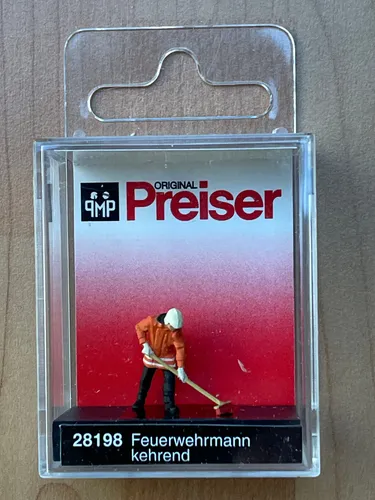 ORIGINAL
PMP Preiser
28198 Feuerwehrmann
kehrend